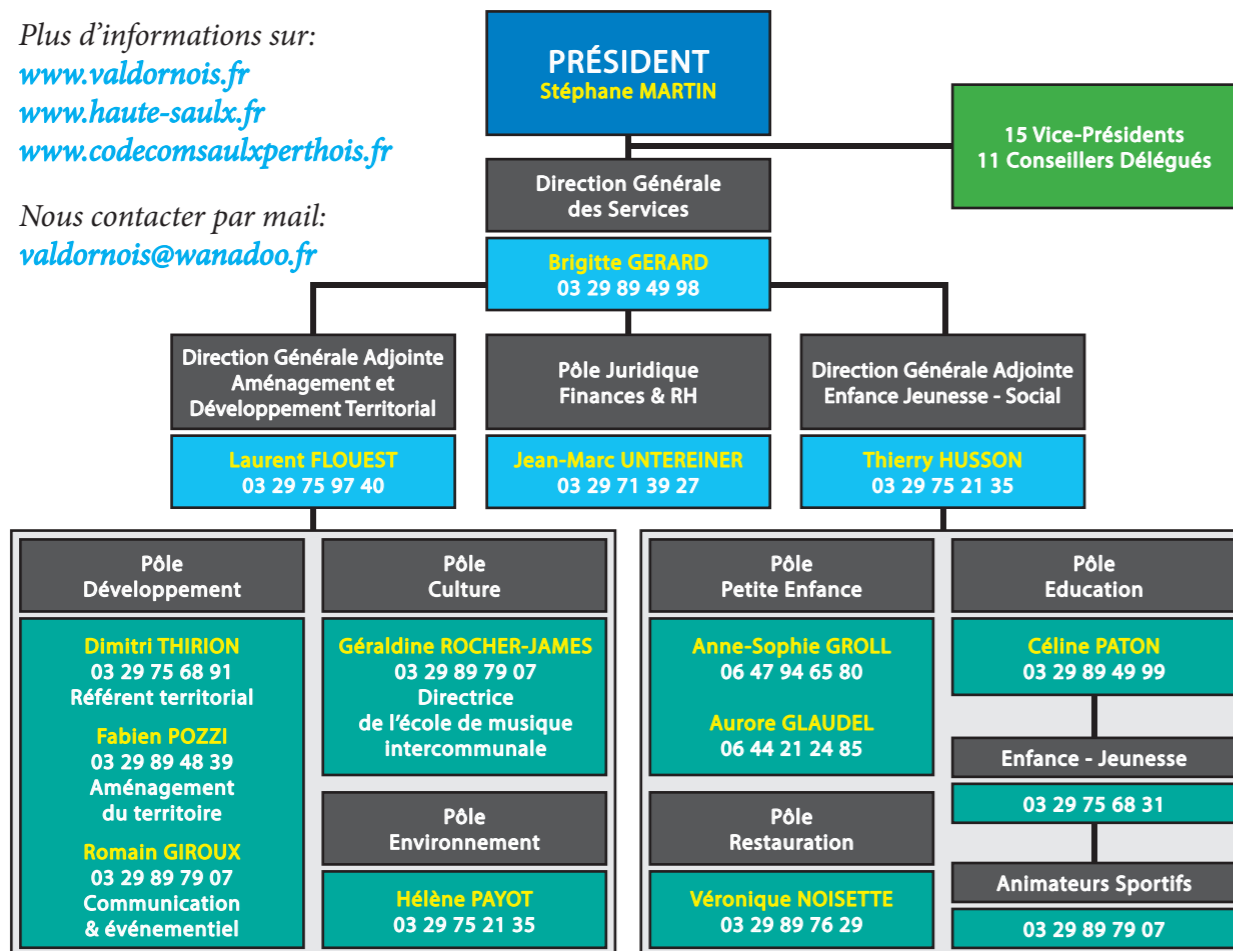 Plus d'informations sur:
www.valdornois.fr
www.haute-saulx.fr
www.codecomsaulxperthois.fr
Nous contacter par mail:
valdornois@wanadoo.fr
PRÉSIDENT
Stéphane MARTIN
15 Vice-Présidents
11 Conseillers Délégués
Direction Générale
des Services
Brigitte GERARD
03 29 89 49 98
Direction Générale Adjointe
Aménagement et
Développement Territorial
Laurent FLOUEST
03 29 75 97 40
Pôle Juridique
Finances & RH
Jean-Marc UNTEREINER
03 29 71 39 27
Direction Générale Adjointe
Enfance Jeunesse - Social
Thierry HUSSON
03 29 75 21 35
Pôle
Développement
Dimitri THIRION
03 29 75 68 91
Référent territorial
Fabien POZZI
03 29 89 48 39
Aménagement
du territoire
Romain GIROUX
03 29 89 79 07
Communication
& événementiel
Pôle
Culture
Géraldine ROCHER-JAMES
03 29 89 79 07
Directrice
de l'école de musique
intercommunale
Pôle
Environnement
Hélène PAYOT
03 29 75 21 35
Pôle
Petite Enfance
Anne-Sophie GROLL
06 47 94 65 80
Aurore GLAUDEL
06 44 21 24 85
Pôle
Restauration
Véronique NOISETTE
03 29 89 76 29
Pôle
Education
Céline PATON
03 29 89 49 99
Enfance - Jeunesse
03 29 75 68 31
Animateurs Sportifs
03 29 89 79 07